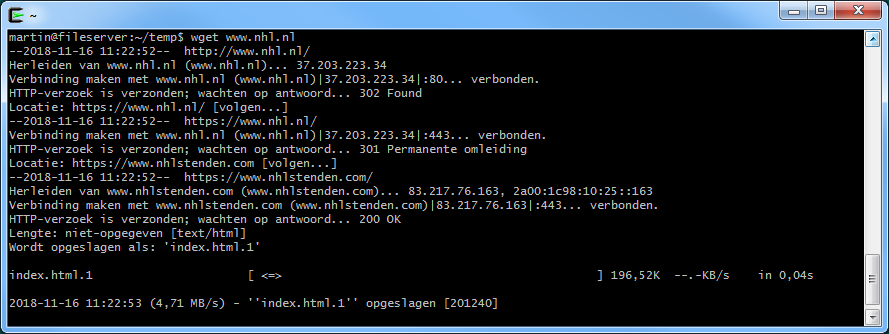 ~
martin@fileserver:~/temp$ wget www.nhl.nl
--2018-11-16 11:22:52--  http://www.nhl.nl/
Herleiden van www.nhl.nl (www.nhl.nl)... 37.203.223.34
Verbinding maken met www.nhl.nl (www.nhl.nl)|37.203.223.34|:80... verbonden.
HTTP-verzoek is verzonden; wachten op antwoord... 302 Found
Locatie: https://www.nhl.nl/ [volgen...]
--2018-11-16 11:22:52--  https://www.nhl.nl/
Verbinding maken met www.nhl.nl (www.nhl.nl)|37.203.223.34|:443... verbonden.
HTTP-verzoek is verzonden; wachten op antwoord... 301 Permanente omleiding
Locatie: https://www.nhlstenden.com [volgen...]
--2018-11-16 11:22:52--  https://www.nhlstenden.com/
Herleiden van www.nhlstenden.com (www.nhlstenden.com)... 83.217.76.163, 2a00:1c98:10:25::163
Verbinding maken met www.nhlstenden.com (www.nhlstenden.com)|83.217.76.163|:443... verbonden.
HTTP-verzoek is verzonden; wachten op antwoord... 200 OK
Lengte: niet-opgegeven [text/html]
Wordt opgeslagen als: 'index.html.1'
index.html.1                      [ <=>                                             ] 196,52K  --.-KB/s    in 0,04s
2018-11-16 11:22:53 (4,71 MB/s) - ''index.html.1'' opgeslagen [201240]